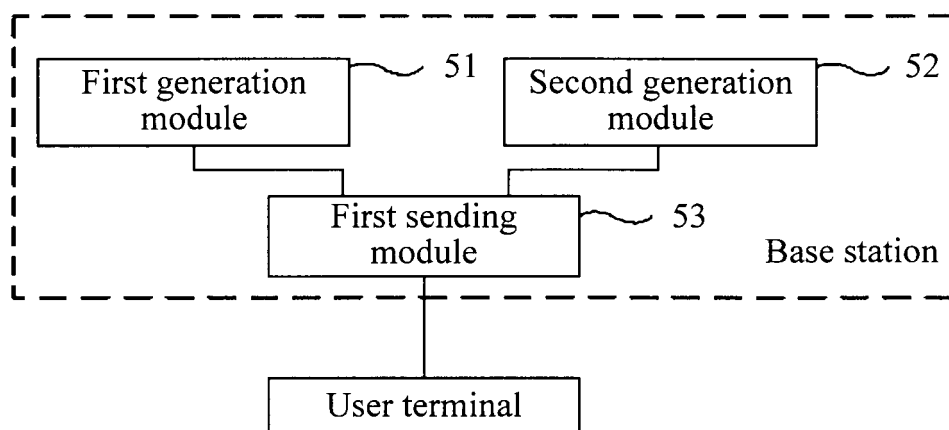 First generation
module
51
Second generation
module
52
First sending
module
53
Base station
User terminal